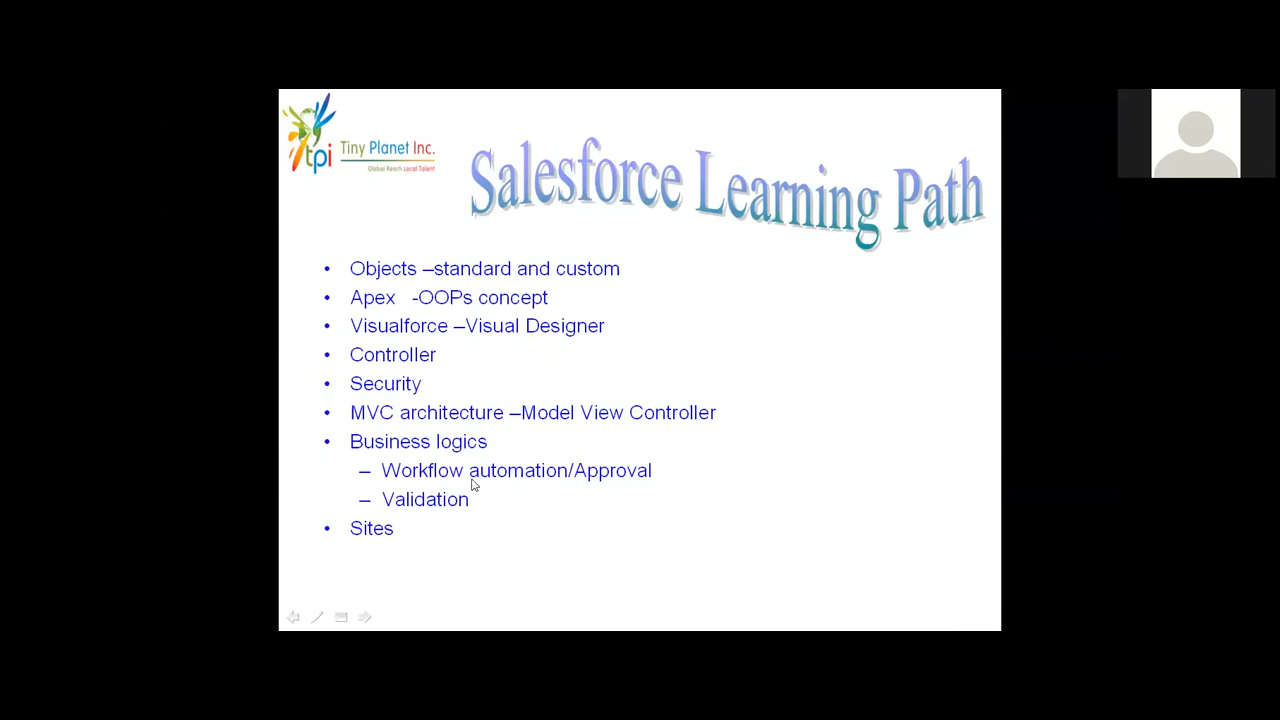 tpi
Tiny Planet Inc.
Global Reach Local Talent
Salesforce Learning Path
• Objects –standard and custom
• Apex -OOPs concept
• Visualforce –Visual Designer
• Controller
• Security
• MVC architecture –Model View Controller
• Business logics
– Workflow automation/Approval
– Validation
• Sites